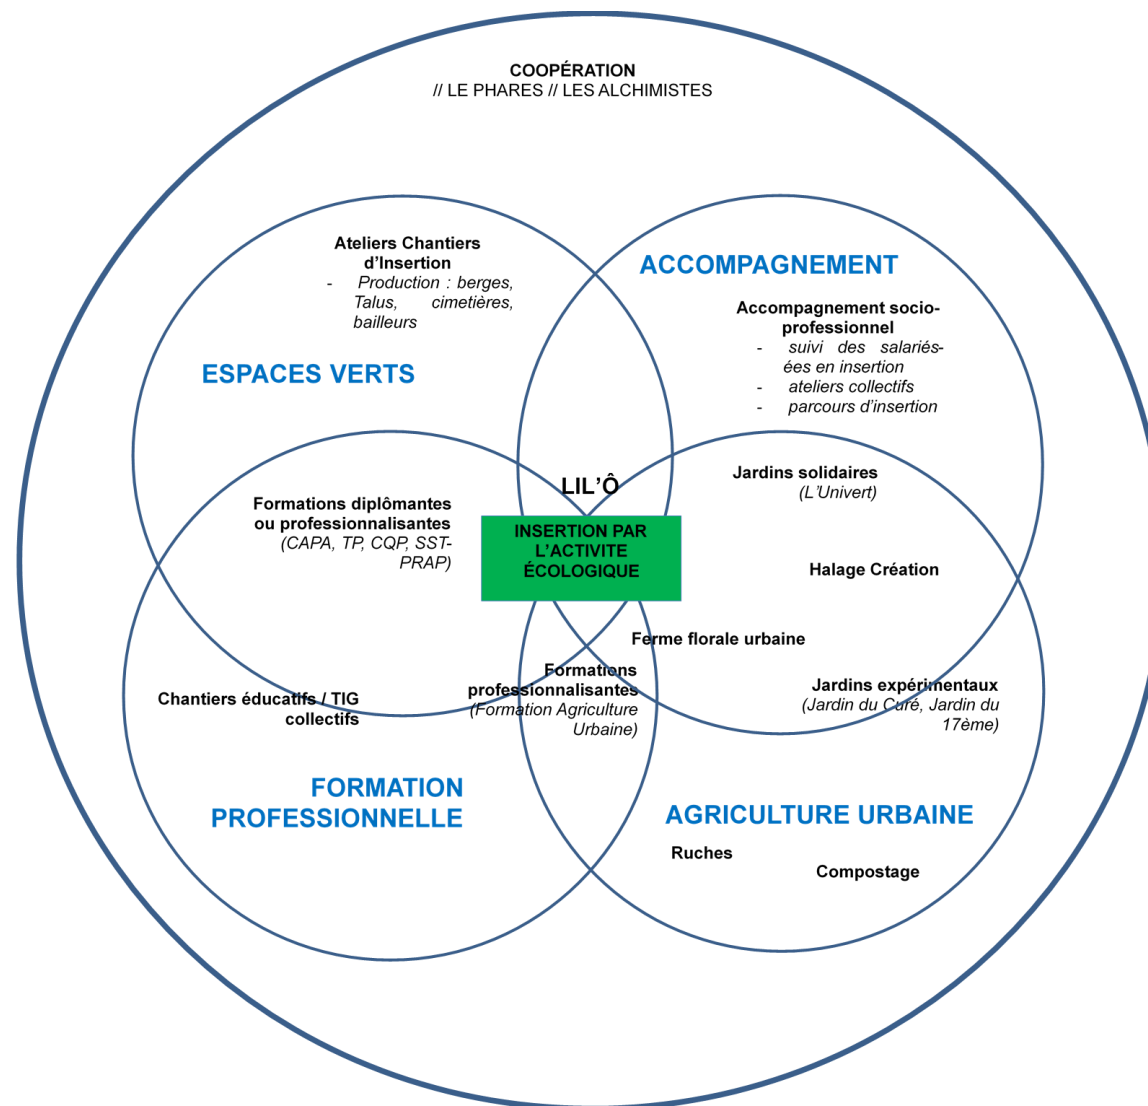 COOPÉRATION
// LE PHARES // LES ALCHIMISTES
Ateliers Chantiers
d’Insertion
- Production : berges,
Talus, cimetières,
bailleurs
ESPACES VERTS
ACCOMPAGNEMENT
Accompagnement socio-
professionnel
- suivi des salariés-
ées en insertion
- ateliers collectifs
- parcours d’insertion
Formations diplômantes
ou professionnalisantes
(CAPA, TP, CQP, SST-
PRAP)
LIL’Ô
INSERTION PAR
L’ACTIVITE
ÉCOLOGIQUE
Jardins solidaires
(L’Univert)
Halage Création
Ferme florale urbaine
Chantiers éducatifs / TIG
collectifs
Formations
professionnalisantes
(Formation Agriculture
Urbaine)
Jardins expérimentaux
(Jardin du Curé, Jardin du
17ème)
FORMATION
PROFESSIONNELLE
AGRICULTURE URBAINE
Ruches
Compostage